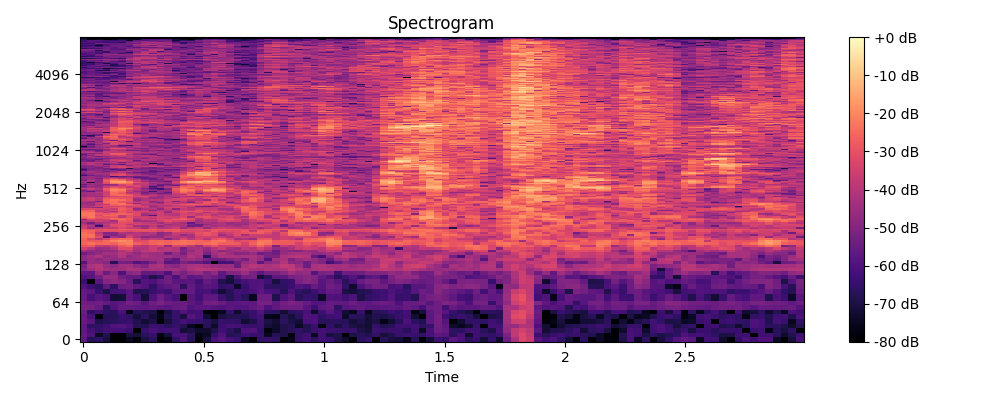 Spectrogram
+0 dB
4096
-10 dB
2048
-20 dB
1024
-30 dB
Hz
512
-40 dB
256
-50 dB
128
-60 dB
64
-70 dB
0
-80 dB
0 0.5 1 1.5 2 2.5
Time